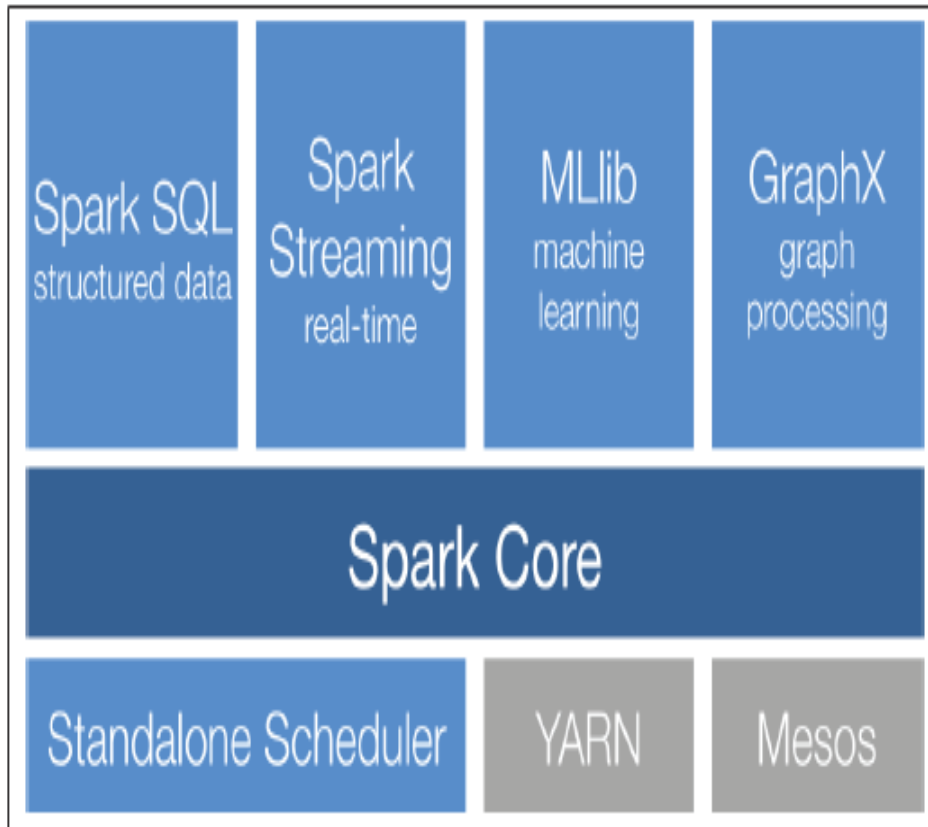 Spark SQL
structured data
Spark
Streaming
real-time
MLlib
machine
learning
GraphX
graph
processing
Spark Core
Standalone Scheduler
YARN
Mesos